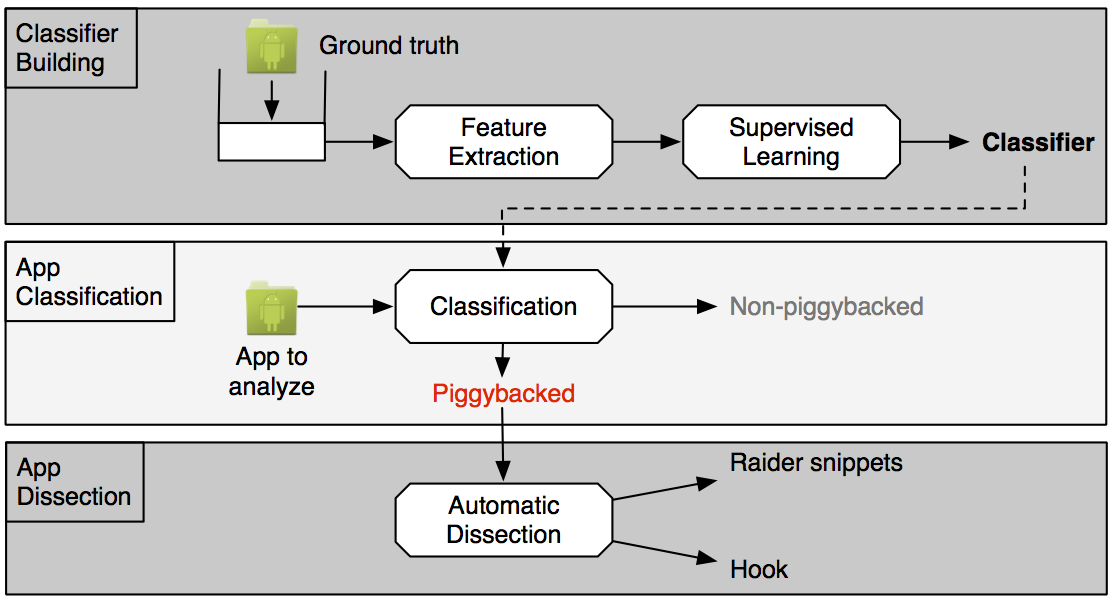 Classifier
Building
Ground truth
Feature
Extraction
Supervised
Learning
Classifier
App
Classification
App to
analyze
Classification
Non-piggybacked
Piggybacked
App
Dissection
Automatic
Dissection
Raider snippets
Hook